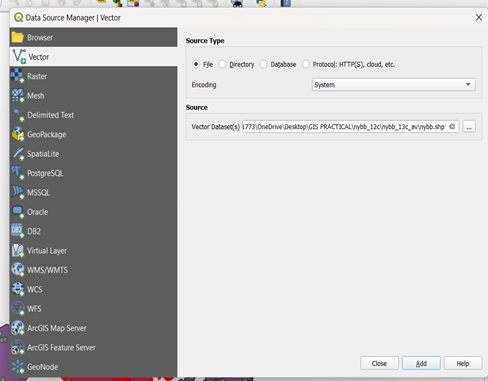 Data Source Manager | Vector
Browser
Vector
Raster
Mesh
Delimited Text
GeoPackage
SpatiaLite
PostgreSQL
MSSQL
Oracle
DB2
Virtual Layer
WMS/WMTS
WCS
WFS
ArcGIS Map Server
ArcGIS Feature Server
GeoNode
Source Type
File Directory Database Protocol: HTTP(S), cloud, etc.
Encoding System
Source
Vector Dataset(s) 1773\OneDrive\Desktop\GIS PRACTICAL\nybb_12c\nybb_13c_av\nybb.shp ...
Close Add Help